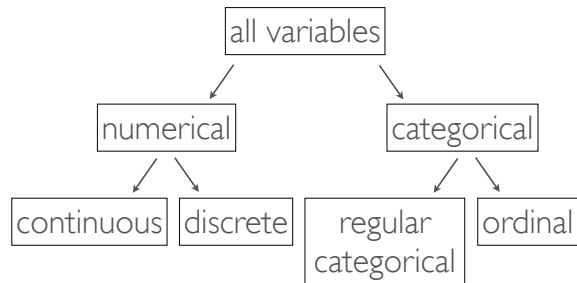 all variables
numerical
categorical
continuous
discrete
regular
categorical
ordinal